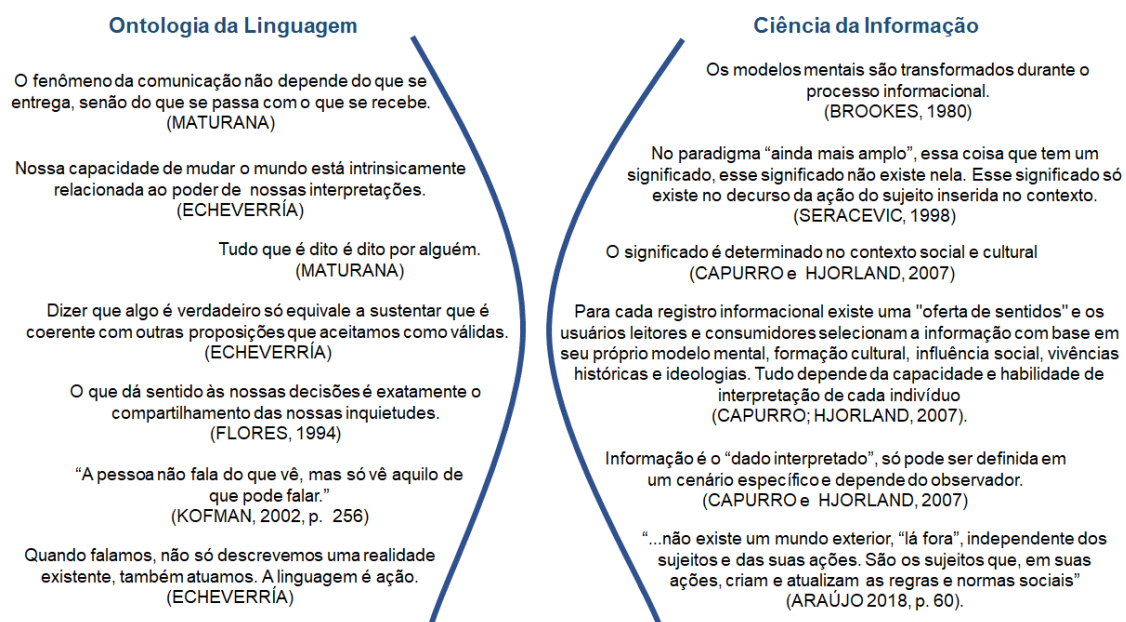 Ontologia da Linguagem
O fenômeno da comunicação não depende do que se
entrega, senão do que se passa com o que se recebe.
(MATURANA)
Nossa capacidade de mudar o mundo está intrinsicamente
relacionada ao poder de nossas interpretações.
(ECHEVERRÍA)
Tudo que é dito é dito por alguém.
(MATURANA)
Dizer que algo é verdadeiro só equivale a sustentar que é
coerente com outras proposições que aceitamos como válidas.
(ECHEVERRÍA)
O que dá sentido às nossas decisões é exatamente o
compartilhamento das nossas inquietudes.
(FLORES, 1994)
“A pessoa não fala do que vê, mas só vê aquilo de
que pode falar.”
(KOFMAN, 2002, p. 256)
Quando falamos, não só descrevemos uma realidade
existente, também atuamos. A linguagem é ação.
(ECHEVERRÍA)
Ciência da Informação
Os modelos mentais são transformados durante o
processo informacional.
(BROOKES, 1980)
No paradigma “ainda mais amplo”, essa coisa que tem um
significado, esse significado não existe nela. Esse significado só
existe no decurso da ação do sujeito inserida no contexto.
(SERACEVIC, 1998)
O significado é determinado no contexto social e cultural
(CAPURRO e HJORLAND, 2007)
Para cada registro informacional existe uma "oferta de sentidos" e os
usuários leitores e consumidores selecionam a informação com base em
seu próprio modelo mental, formação cultural, influência social, vivências
históricas e ideologias. Tudo depende da capacidade e habilidade de
interpretação de cada indivíduo
(CAPURRO; HJORLAND, 2007).
Informação é o “dado interpretado”, só pode ser definida em
um cenário específico e depende do observador.
(CAPURRO e HJORLAND, 2007)
“...não existe um mundo exterior, “lá fora”, independente dos
sujeitos e das suas ações. São os sujeitos que, em suas
ações, criam e atualizam as regras e normas sociais”
(ARAÚJO 2018, p. 60).